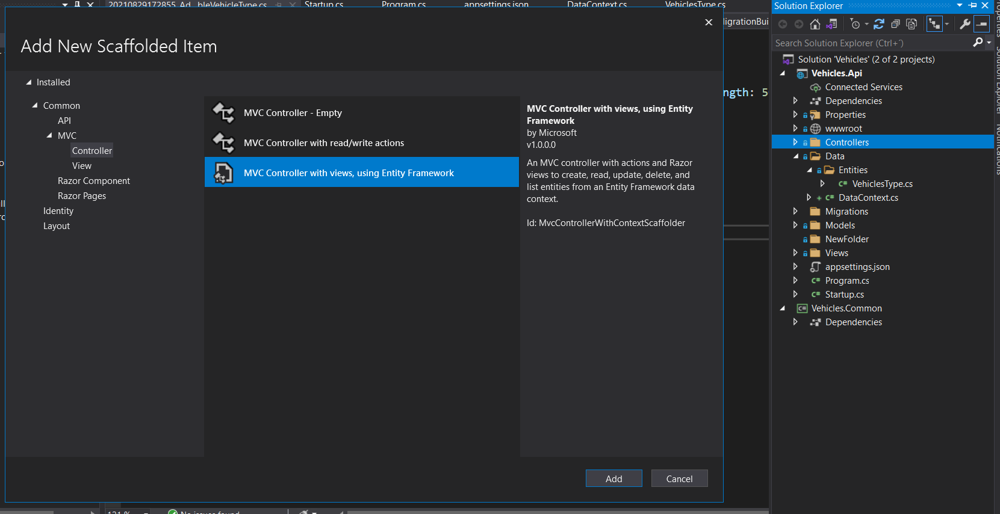 20210829172855_Ad...bleVehicleType.cs
Startup.cs
Program.cs
appsettings.json
DataContext.cs
VehiclesType.cs
Add New Scaffolded Item
Installed
Common
API
MVC
Controller
View
Razor Component
Razor Pages
Identity
Layout
MVC Controller - Empty
MVC Controller with read/write actions
MVC Controller with views, using Entity Framework
MVC Controller with views, using Entity
Framework
by Microsoft
v1.0.0.0
An MVC controller with actions and Razor
views to create, read, update, delete, and
list entities from an Entity Framework data
context.
Id: MvcControllerWithContextScaffolder
Add
Cancel
ngth: 5
No issues found
Solution Explorer
Search Solution Explorer (Ctrl+´)
Solution 'Vehicles' (2 of 2 projects)
Vehicles.Api
Connected Services
Dependencies
Properties
wwwroot
Controllers
Data
Entities
VehiclesType.cs
DataContext.cs
Migrations
Models
NewFolder
Views
appsettings.json
Program.cs
Startup.cs
Vehicles.Common
Dependencies
Solution Explorer
Notifications